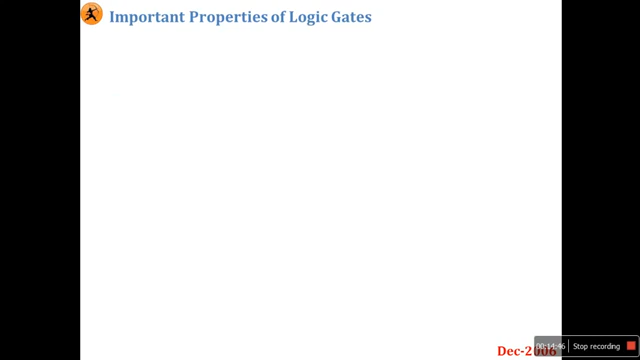 Important Properties of Logic Gates
Dec-2006
00:14:46 Stop recording